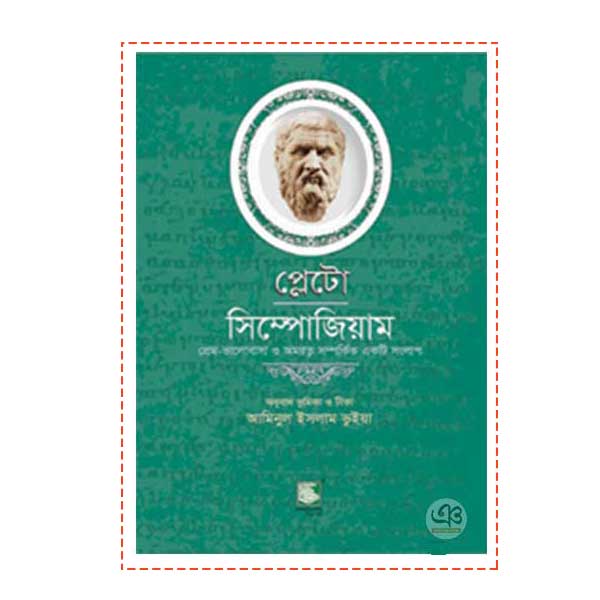 প্লেটো
সিম্পোজিয়াম
প্রেম-ভালোবাসা ও অমরত্ব সম্পর্কিত একটি সংলাপ
অনুবাদ ভূমিকা ও টীকা
আমিনুল ইসলাম ভুইয়া